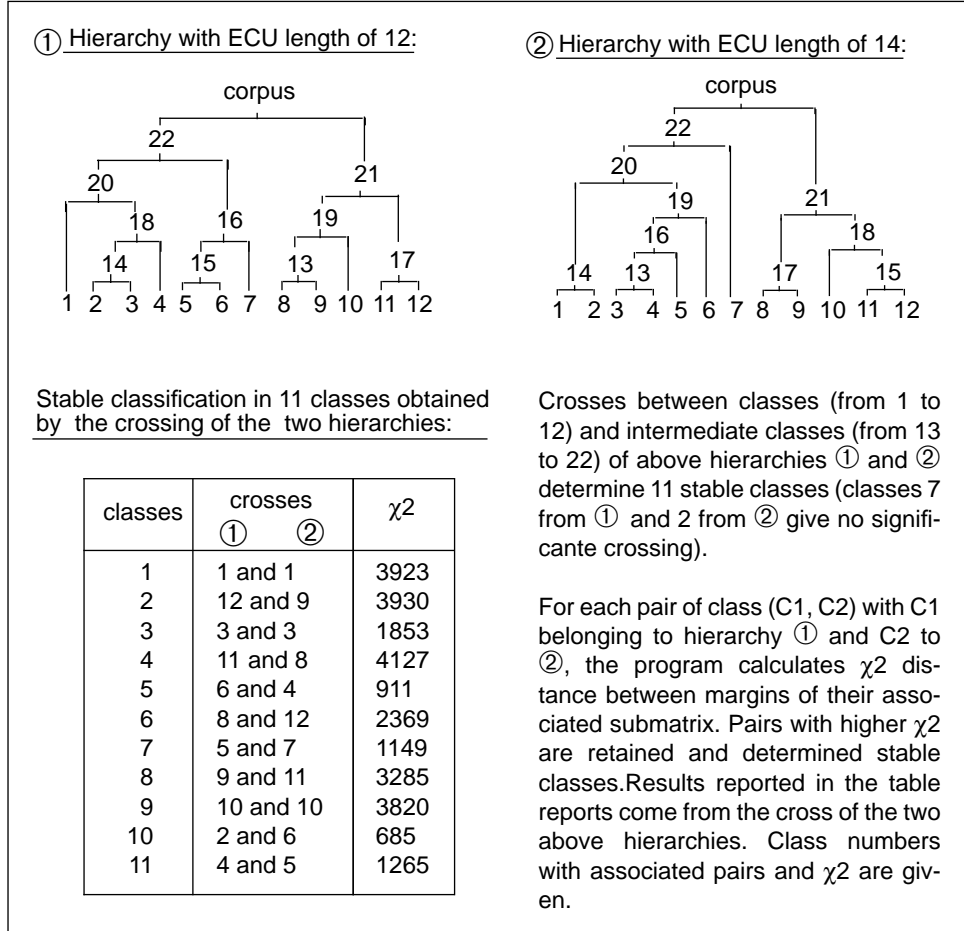 ① Hierarchy with ECU length of 12:
corpus
22
20
21
18 16 19
14 15 13 17
1 2 3 4 5 6 7 8 9 10 11 12
② Hierarchy with ECU length of 14:
corpus
22
20
19 21
16 18
14 13 17 15
1 2 3 4 5 6 7 8 9 10 11 12
Stable classification in 11 classes obtained
by the crossing of the two hierarchies:
classes crosses χ2
① ②
1 1 and 1 3923
2 12 and 9 3930
3 3 and 3 1853
4 11 and 8 4127
5 6 and 4 911
6 8 and 12 2369
7 5 and 7 1149
8 9 and 11 3285
9 10 and 10 3820
10 2 and 6 685
11 4 and 5 1265
Crosses between classes (from 1 to
12) and intermediate classes (from 13
to 22) of above hierarchies ① and ②
determine 11 stable classes (classes 7
from ① and 2 from ② give no signifi-
cante crossing).
For each pair of class (C1, C2) with C1
belonging to hierarchy ① and C2 to
②, the program calculates χ2 dis-
tance between margins of their asso-
ciated submatrix. Pairs with higher χ2
are retained and determined stable
classes.Results reported in the table
reports come from the cross of the two
above hierarchies. Class numbers
with associated pairs and χ2 are giv-
en.